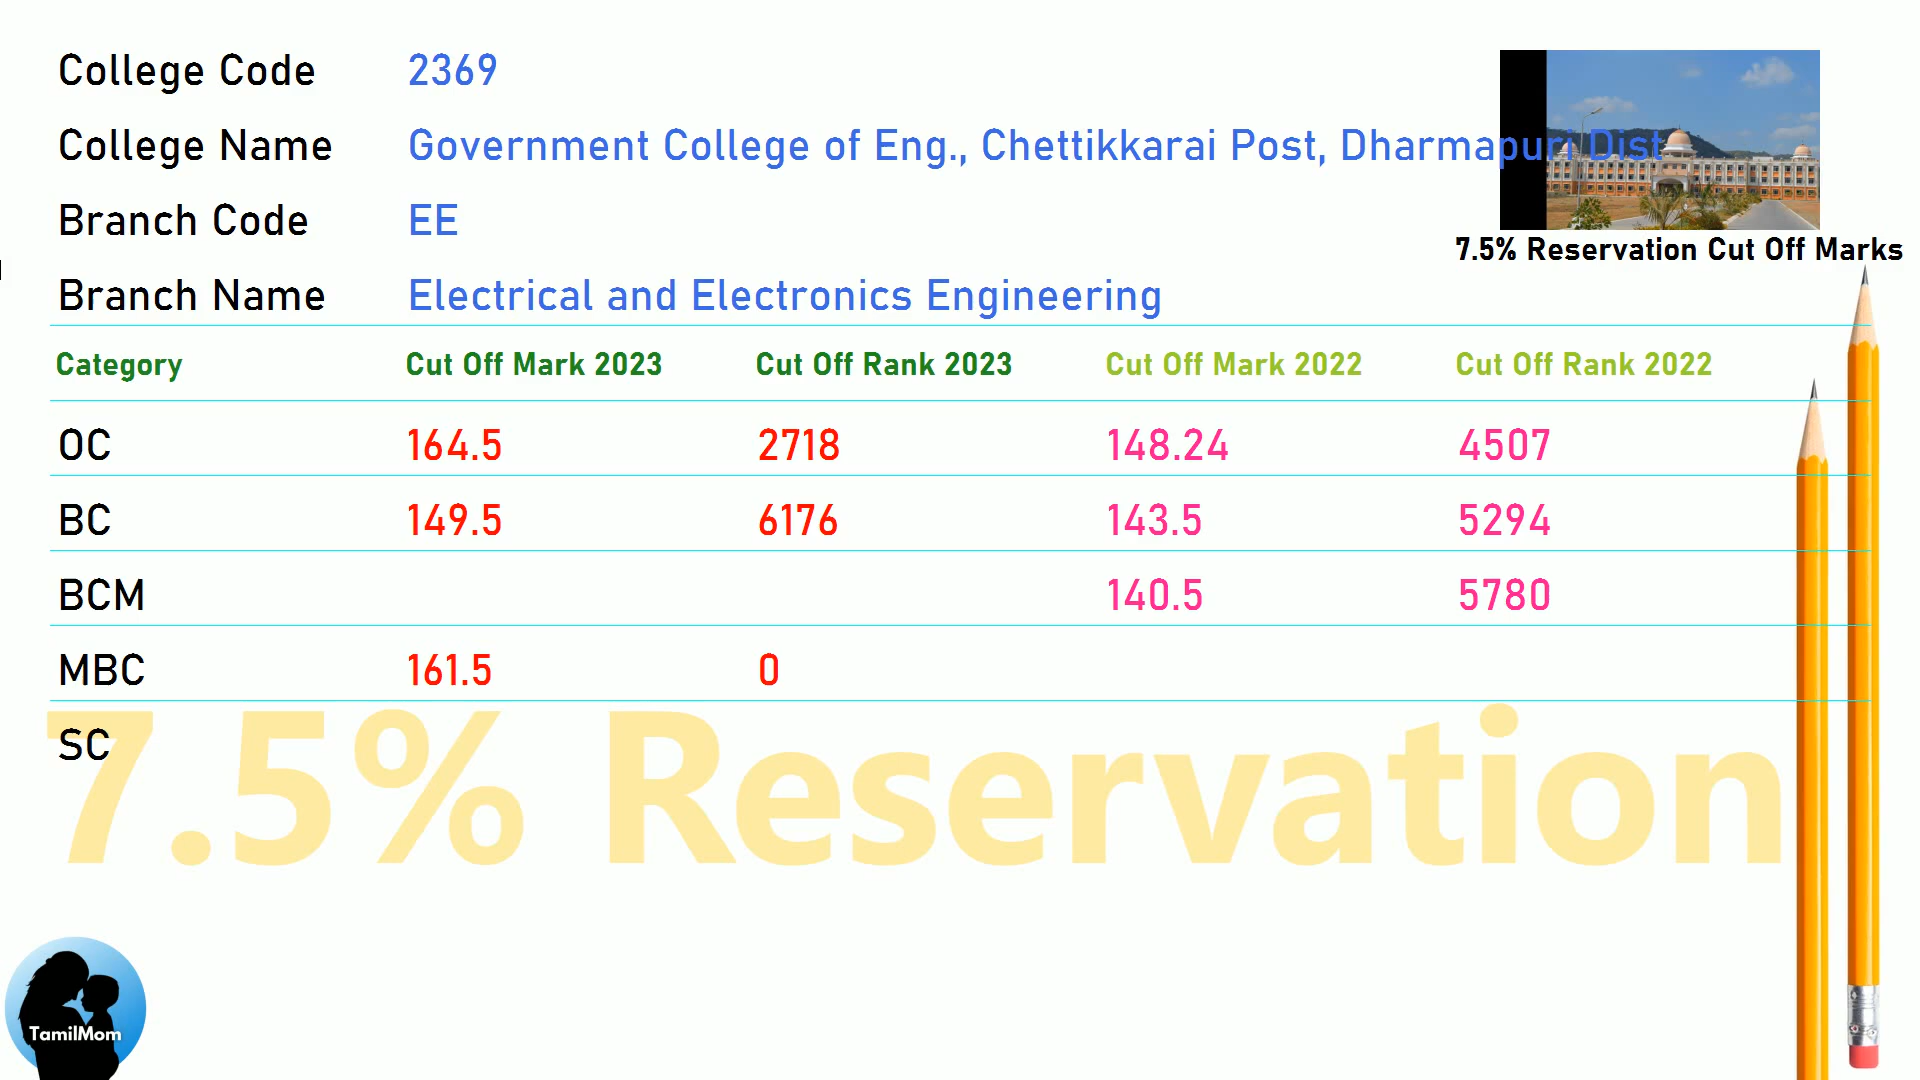 College Code 2369
College Name Government College of Eng., Chettikkarai Post, Dharmapuri Dist
Branch Code EE
7.5% Reservation Cut Off Marks
Branch Name Electrical and Electronics Engineering
Category Cut Off Mark 2023 Cut Off Rank 2023 Cut Off Mark 2022 Cut Off Rank 2022
OC 164.5 2718 148.24 4507
BC 149.5 6176 143.5 5294
BCM 140.5 5780
MBC 161.5 0
SC
7.5% Reservation
TamilMom